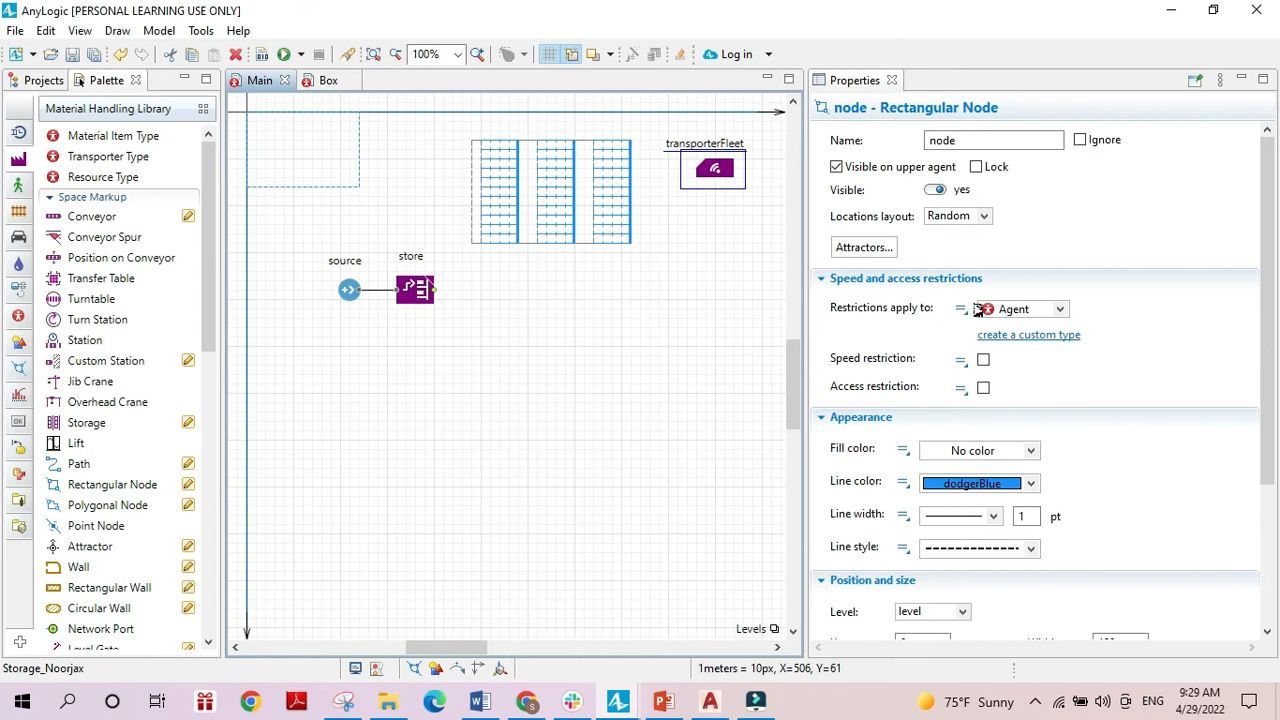 AnyLogic [PERSONAL LEARNING USE ONLY]
File Edit View Draw Model Tools Help
100% Log in
Projects Palette Main Box Properties
Material Handling Library
Material Item Type
Transporter Type
Resource Type
Space Markup
Conveyor
Conveyor Spur
Position on Conveyor
Transfer Table
Turntable
Turn Station
Station
Custom Station
Jib Crane
Overhead Crane
Storage
Lift
Path
Rectangular Node
Polygonal Node
Point Node
Attractor
Wall
Rectangular Wall
Circular Wall
Network Port
Level Gate
transporterFleet
source
store
Levels
node - Rectangular Node
Name: node Ignore
Visible on upper agent Lock
Visible: yes
Locations layout: Random
Attractors...
Speed and access restrictions
Restrictions apply to: Agent
create a custom type
Speed restriction:
Access restriction:
Appearance
Fill color: No color
Line color: dodgerBlue
Line width: 1 pt
Line style:
Position and size
Level: level
Storage_Noorjax
1meters = 10px, X=506, Y=61
75°F Sunny
ENG
9:29 AM
4/29/2022